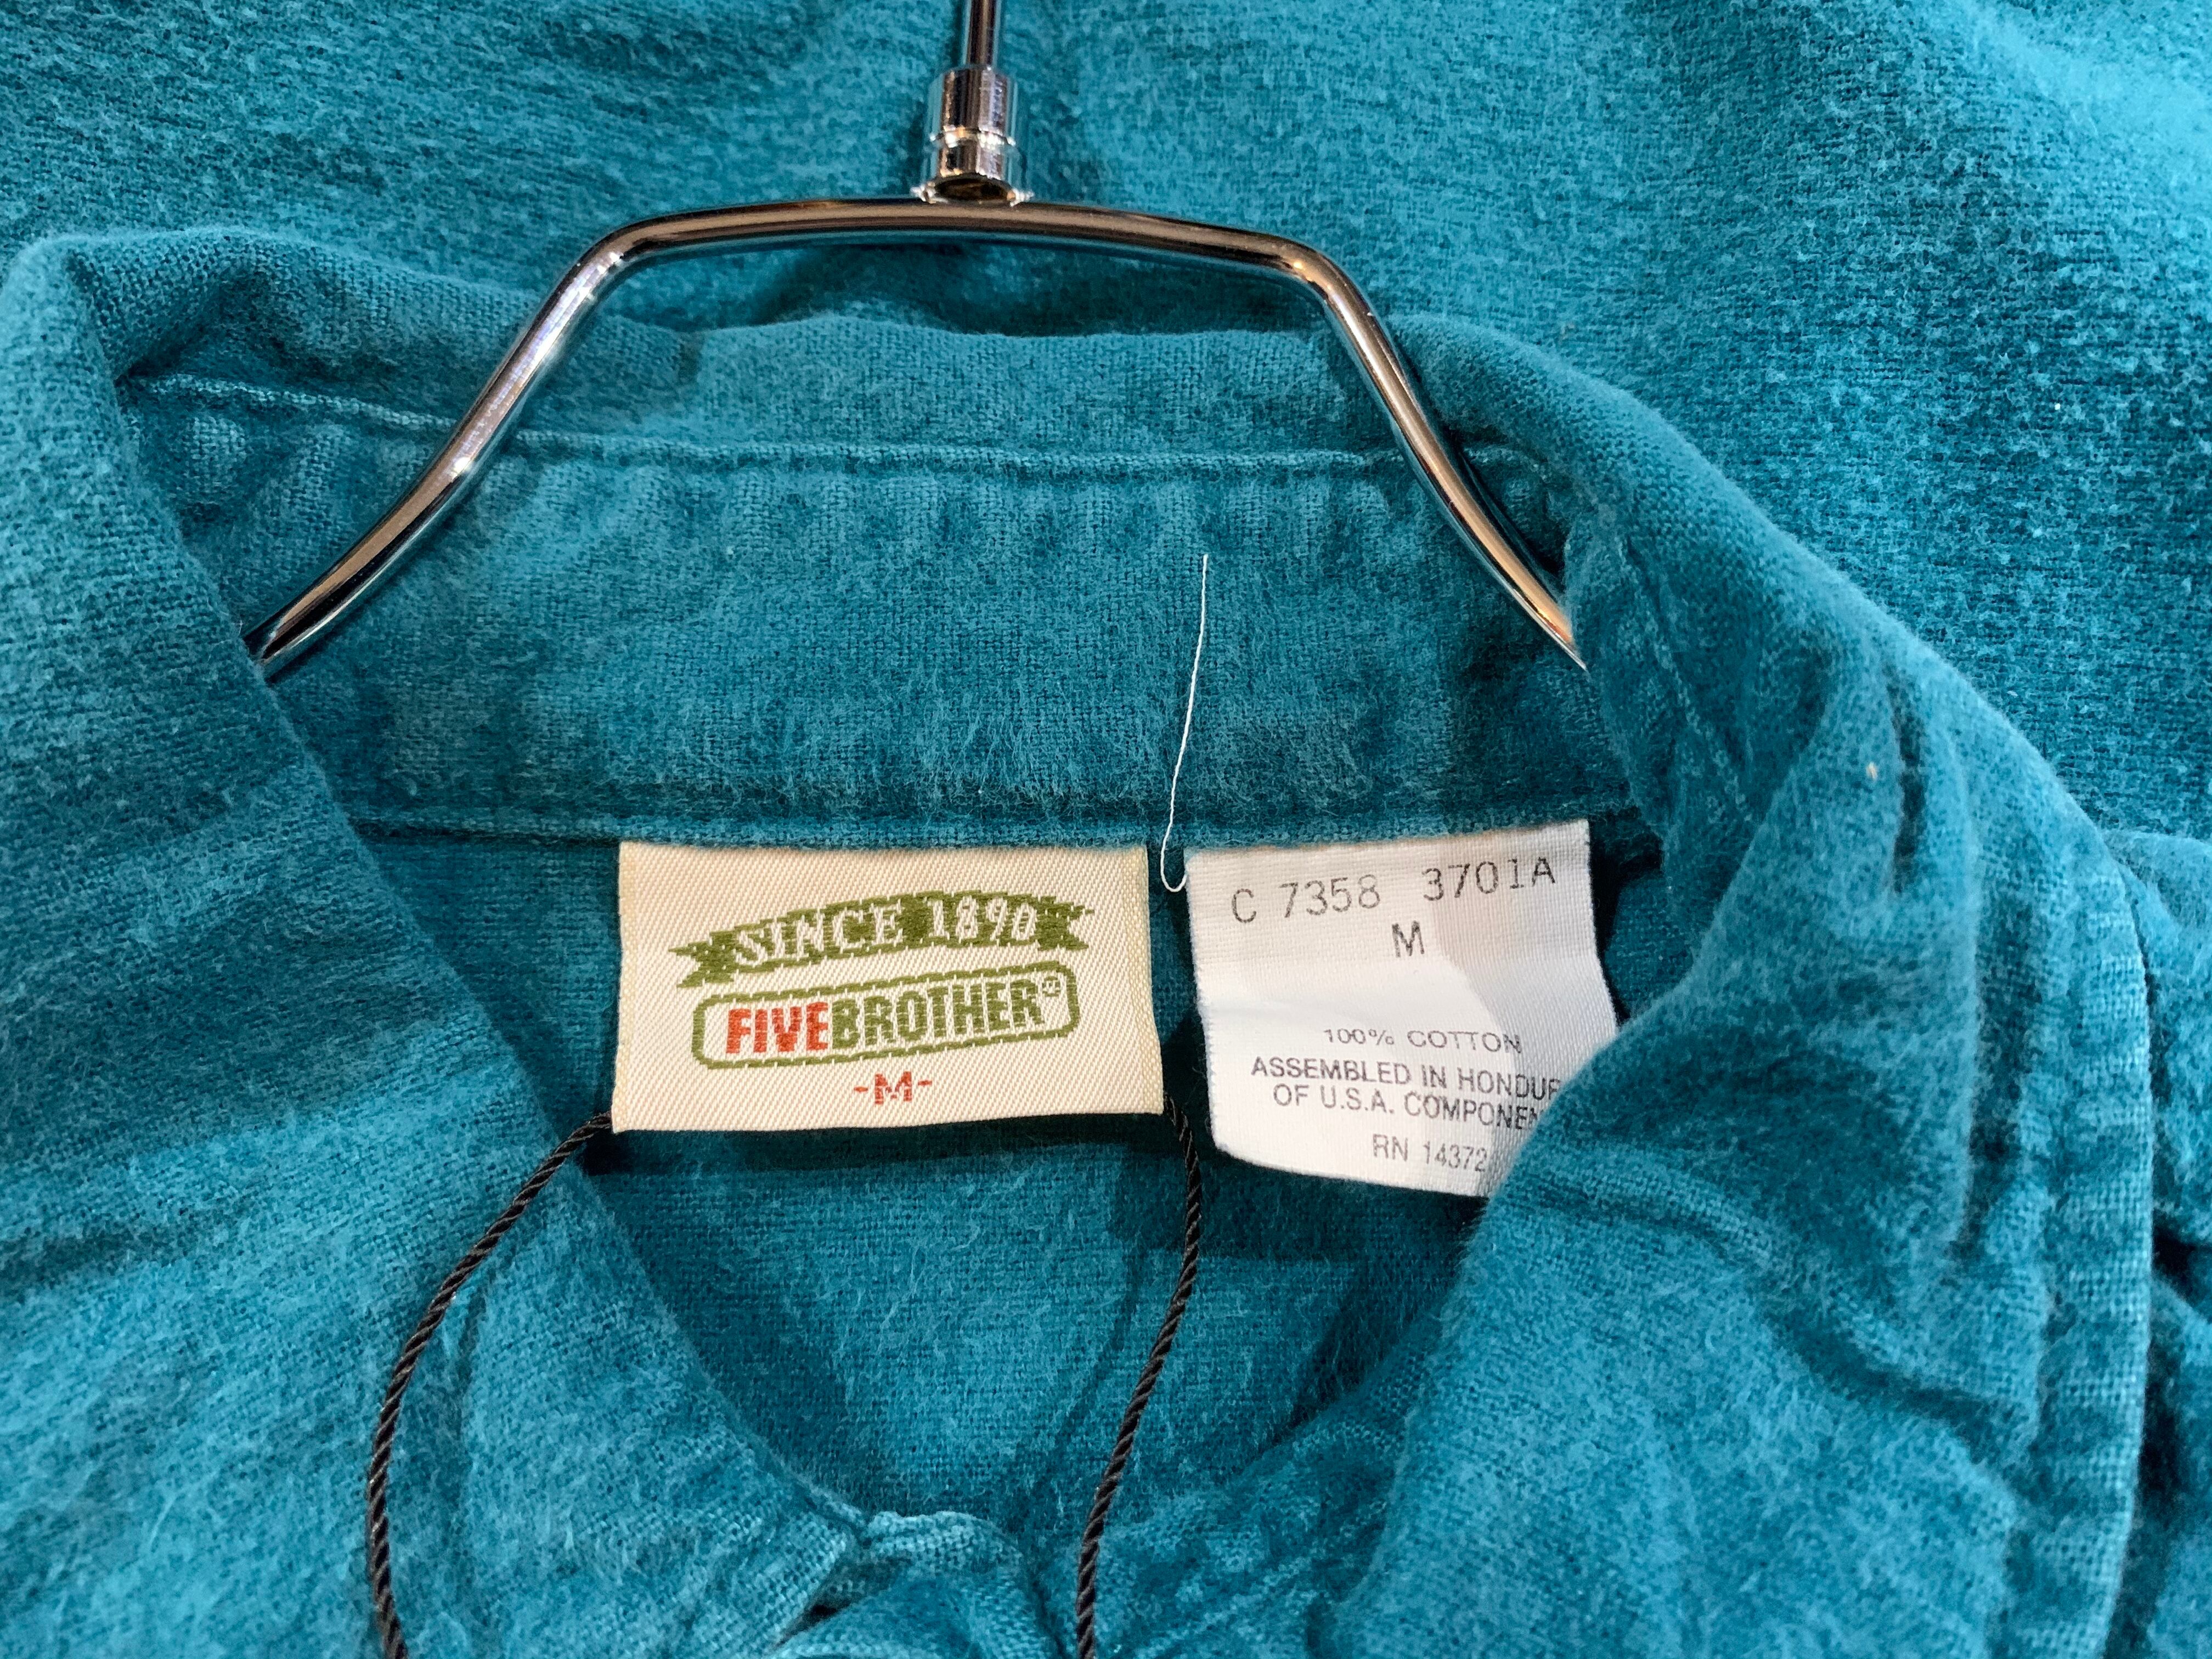 SINCE 1890
FIVEBROTHER®
-M-
C 7358 3701A
M
100% COTTON
ASSEMBLED IN HONDUR
OF U.S.A. COMPONEN
RN 14372